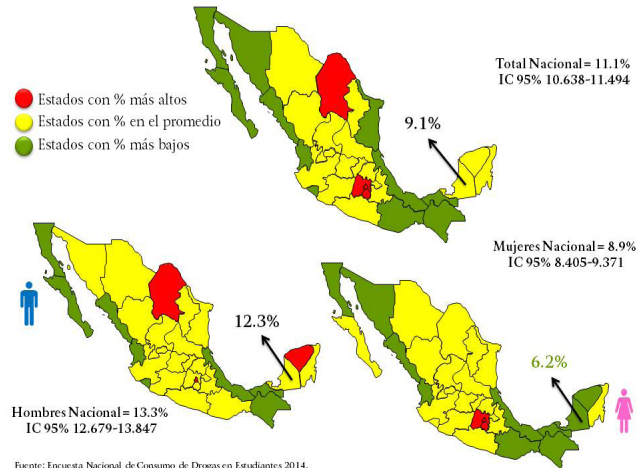 Total Nacional = 11.1%
IC 95% 10.638-11.494
Estados con % más altos
Estados con % en el promedio
Estados con % más bajos
9.1%
Mujeres Nacional = 8.9%
IC 95% 8.405-9.371
12.3%
6.2%
Hombres Nacional = 13.3%
IC 95% 12.679-13.847
Fuente: Encuesta Nacional de Consumo de Drogas en Estudiantes 2014.